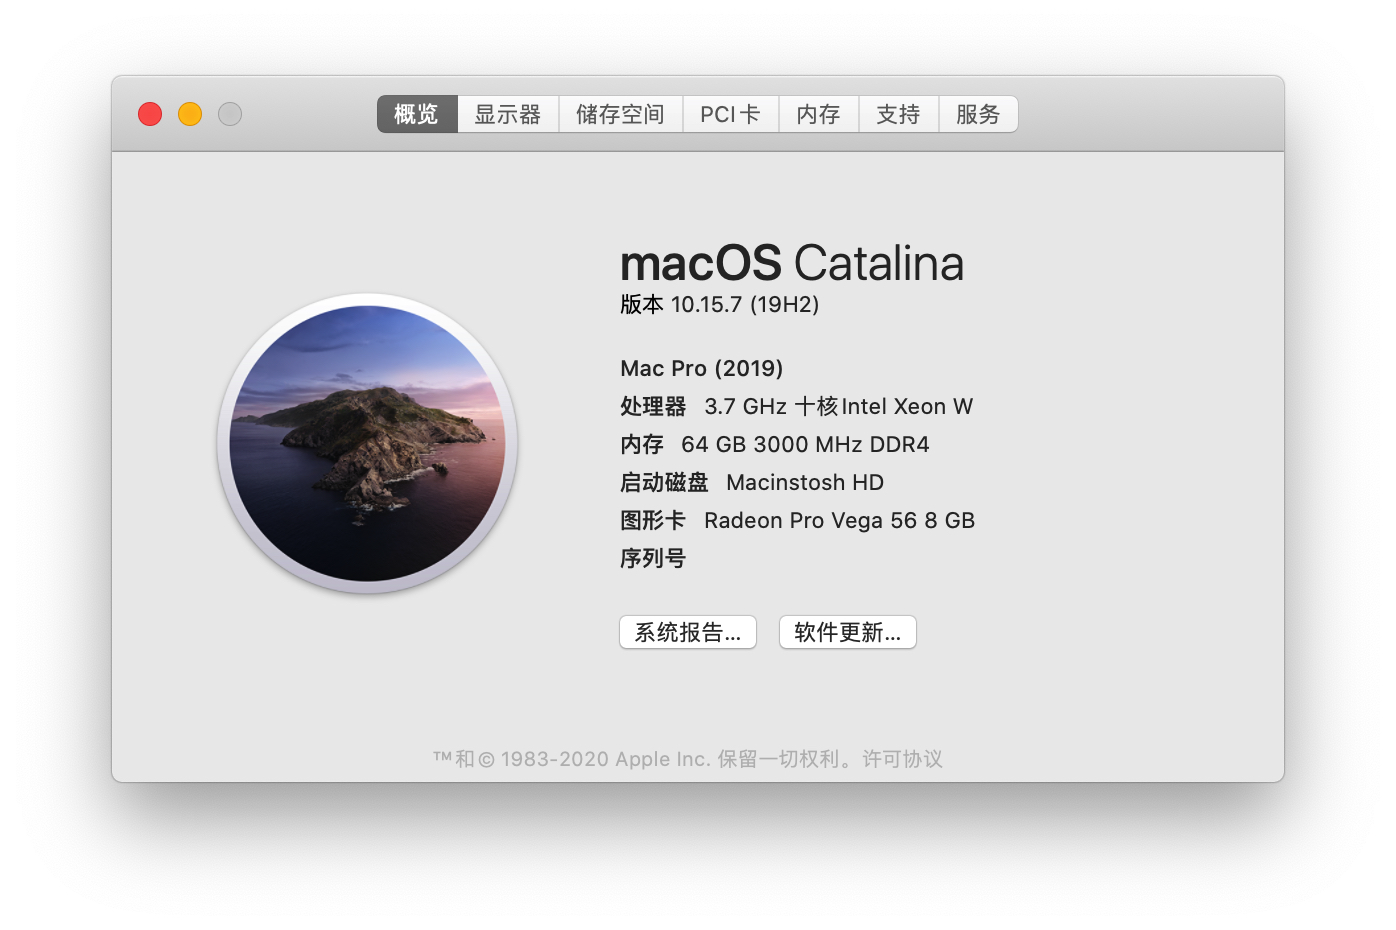 概览 显示器 储存空间 PCI卡 内存 支持 服务
macOS Catalina
版本 10.15.7 (19H2)
Mac Pro (2019)
处理器 3.7 GHz 十核Intel Xeon W
内存 64 GB 3000 MHz DDR4
启动磁盘 Macinstosh HD
图形卡 Radeon Pro Vega 56 8 GB
序列号
系统报告... 软件更新...
™和© 1983-2020 Apple Inc. 保留一切权利。许可协议